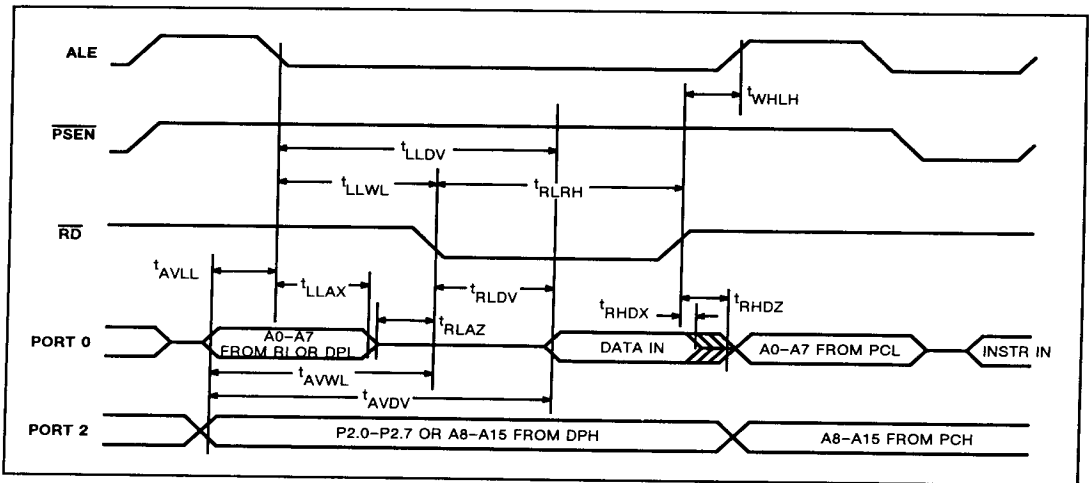 ALE
tWHLH
PSEN
tLLDV
tLLWL
tRLRH
RD
tAVLL
tLLAX
tRLDV
tRHDX
tRHDZ
tRLAZ
PORT 0
A0–A7
FROM RI OR DPL
DATA IN
A0–A7 FROM PCL
INSTR IN
tAVWL
tAVDV
PORT 2
P2.0–P2.7 OR A8–A15 FROM DPH
A8–A15 FROM PCH